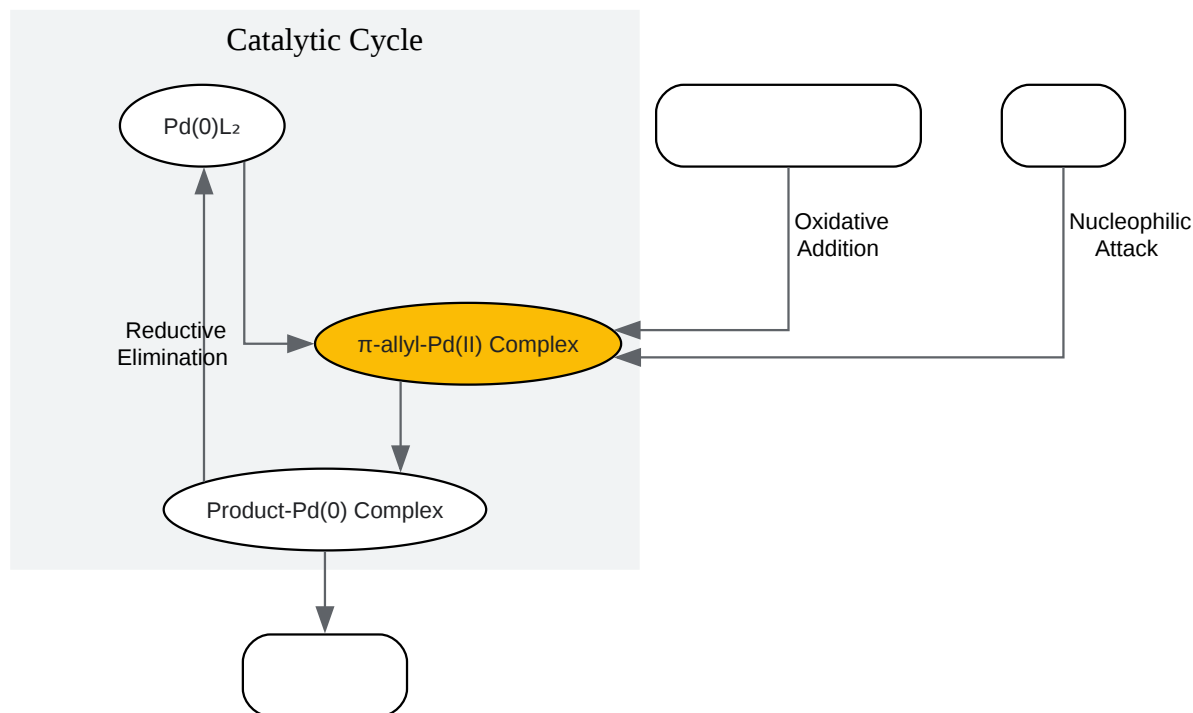 Catalytic Cycle
Pd(0)L₂
Oxidative
Addition
Nucleophilic
Attack
Reductive
Elimination
π-allyl-Pd(II) Complex
Product-Pd(0) Complex